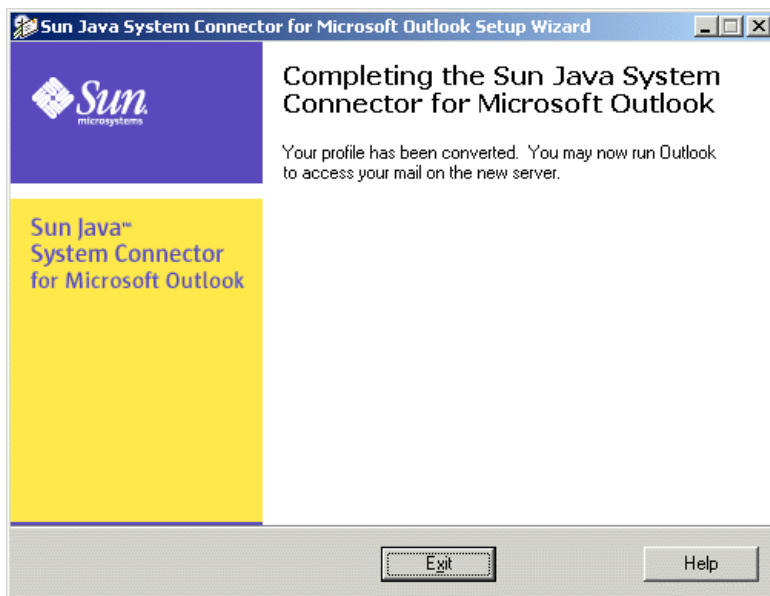 Sun Java System Connector for Microsoft Outlook Setup Wizard
Sun
microsystems
Completing the Sun Java System
Connector for Microsoft Outlook
Your profile has been converted. You may now run Outlook
to access your mail on the new server.
Sun Java™
System Connector
for Microsoft Outlook
Exit
Help